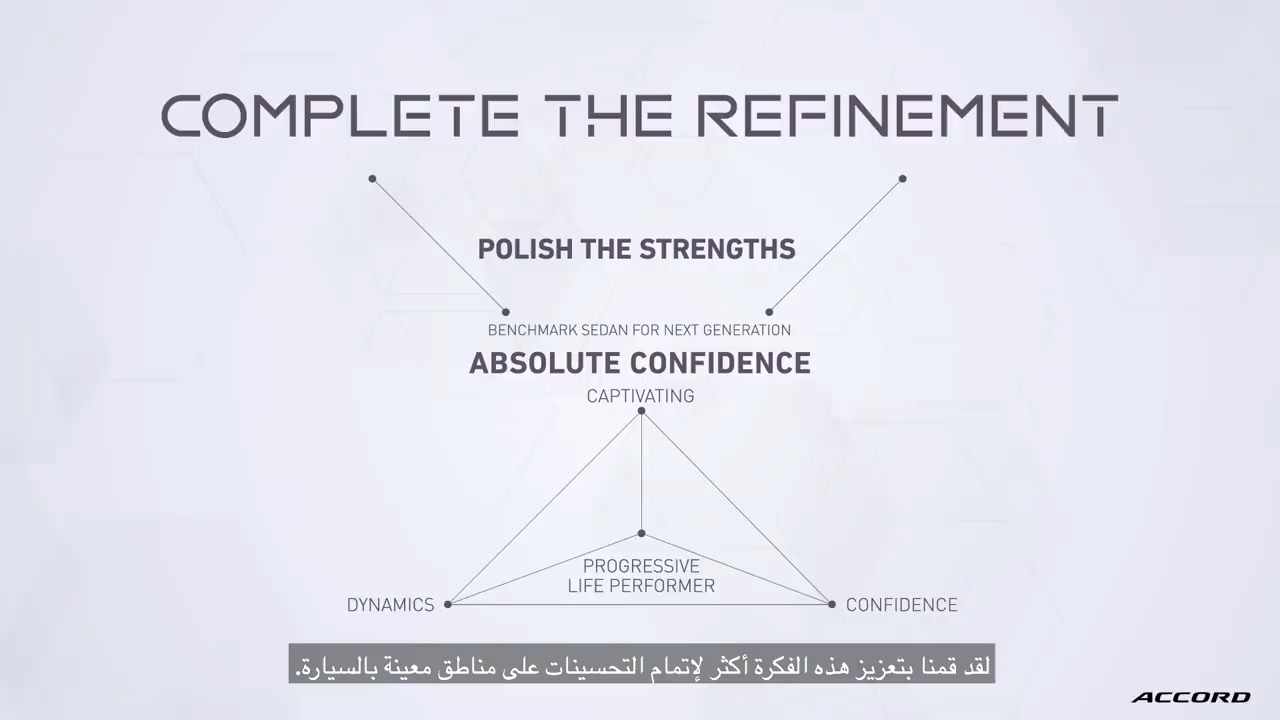 COMPLETE THE REFINEMENT
POLISH THE STRENGTHS
BENCHMARK SEDAN FOR NEXT GENERATION
ABSOLUTE CONFIDENCE
CAPTIVATING
PROGRESSIVE
LIFE PERFORMER
DYNAMICS
CONFIDENCE
لقد قمنا بتعزيز هذه الفكرة أكثر لإتمام التحسينات على مناطق معينة بالسيارة.
ACCORD